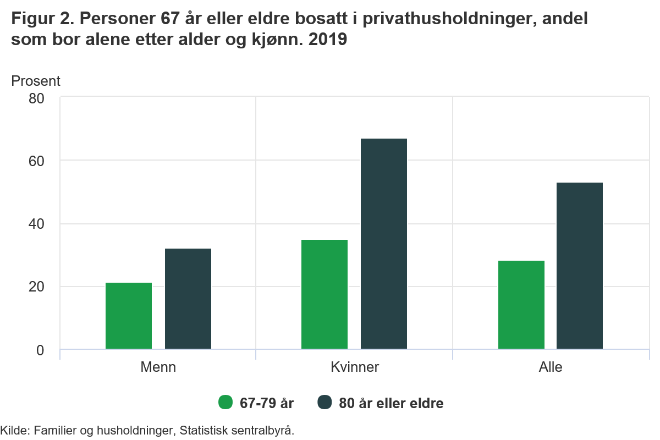 Figur 2. Personer 67 år eller eldre bosatt i privathusholdninger, andel
som bor alene etter alder og kjønn. 2019
Prosent
80
60
40
20
0
Menn
Kvinner
Alle
67-79 år
80 år eller eldre
Kilde: Familier og husholdninger, Statistisk sentralbyrå.